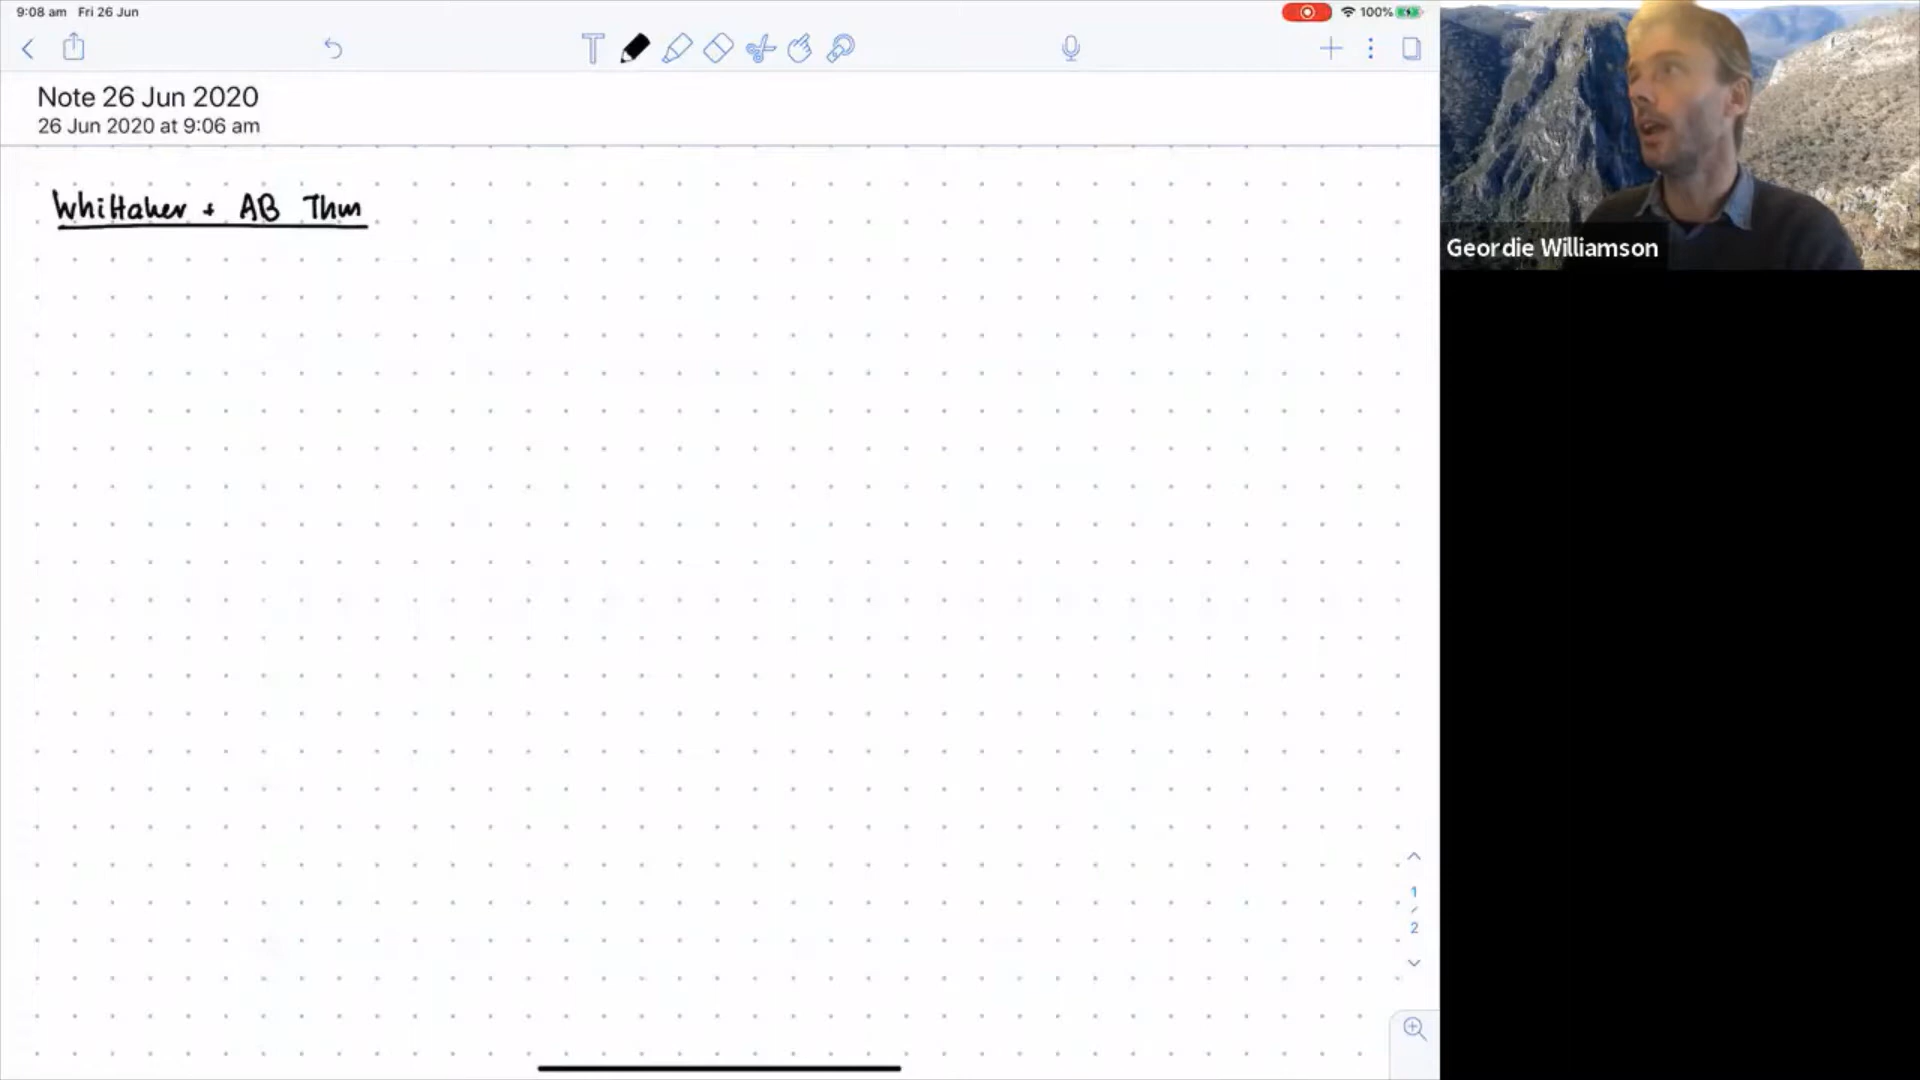 9:08 am Fri 26 Jun
100%
Note 26 Jun 2020
26 Jun 2020 at 9:06 am
Whittaker + AB Thm
Geordie Williamson
1
/
2